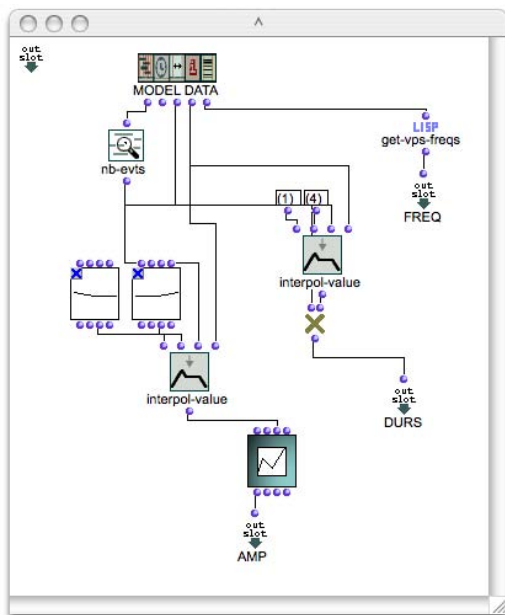 ^
out
slot
MODEL DATA
LISP
get-vps-freqs
nb-evts
out
slot
FREQ
(1) (4)
interpol-value
interpol-value
out
slot
DURS
out
slot
AMP